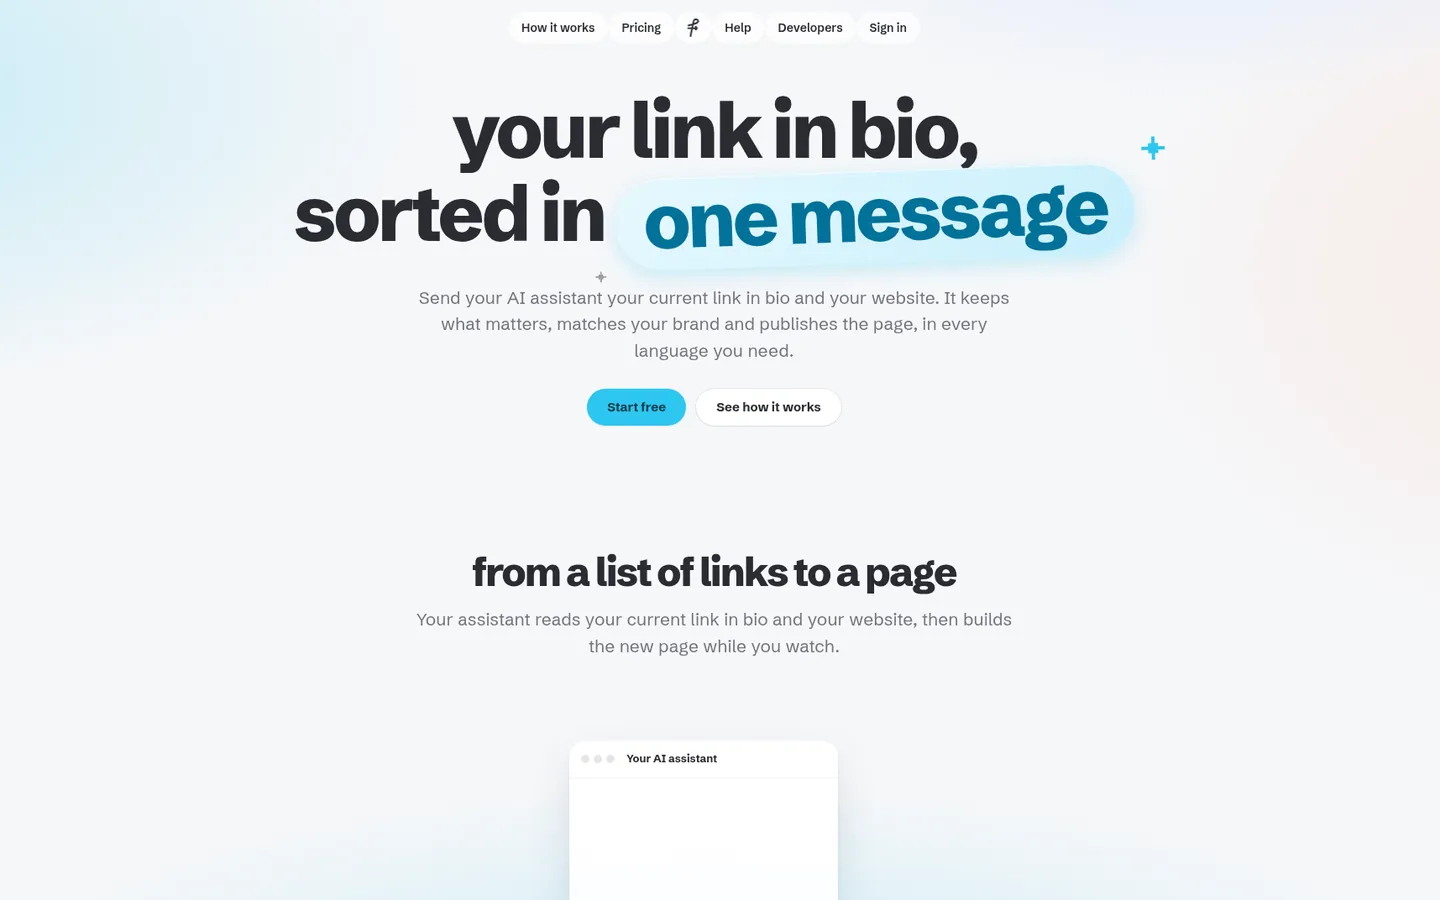 How it works
Pricing
Help
Developers
Sign in
your link in bio,
sorted in one message
Send your AI assistant your current link in bio and your website. It keeps
what matters, matches your brand and publishes the page, in every
language you need.
Start free
See how it works
from a list of links to a page
Your assistant reads your current link in bio and your website, then builds
the new page while you watch.
Your AI assistant